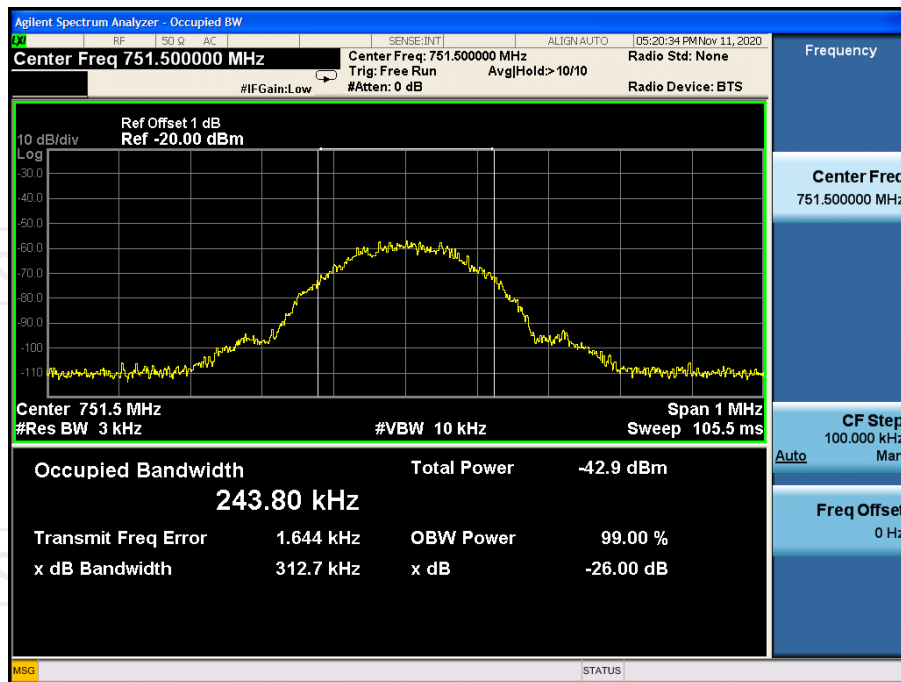 Agilent Spectrum Analyzer - Occupied BW
LXI RF 50 Ω AC SENSE:INT ALIGN AUTO 05:20:34 PM Nov 11, 2020
Center Freq 751.500000 MHz
Center Freq: 751.500000 MHz
Radio Std: None
Trig: Free Run Avg|Hold:>10/10
#IFGain:Low
#Atten: 0 dB
Radio Device: BTS
Ref Offset 1 dB
10 dB/div Ref -20.00 dBm
Log
-30.0
-40.0
-50.0
-60.0
-70.0
-80.0
-90.0
-100
-110
Center 751.5 MHz Span 1 MHz
#Res BW 3 kHz #VBW 10 kHz Sweep 105.5 ms
Occupied Bandwidth Total Power -42.9 dBm
243.80 kHz
Transmit Freq Error 1.644 kHz OBW Power 99.00 %
x dB Bandwidth 312.7 kHz x dB -26.00 dB
Frequency
Center Freq
751.500000 MHz
CF Step
100.000 kHz
Auto Man
Freq Offset
0 Hz
MSG STATUS